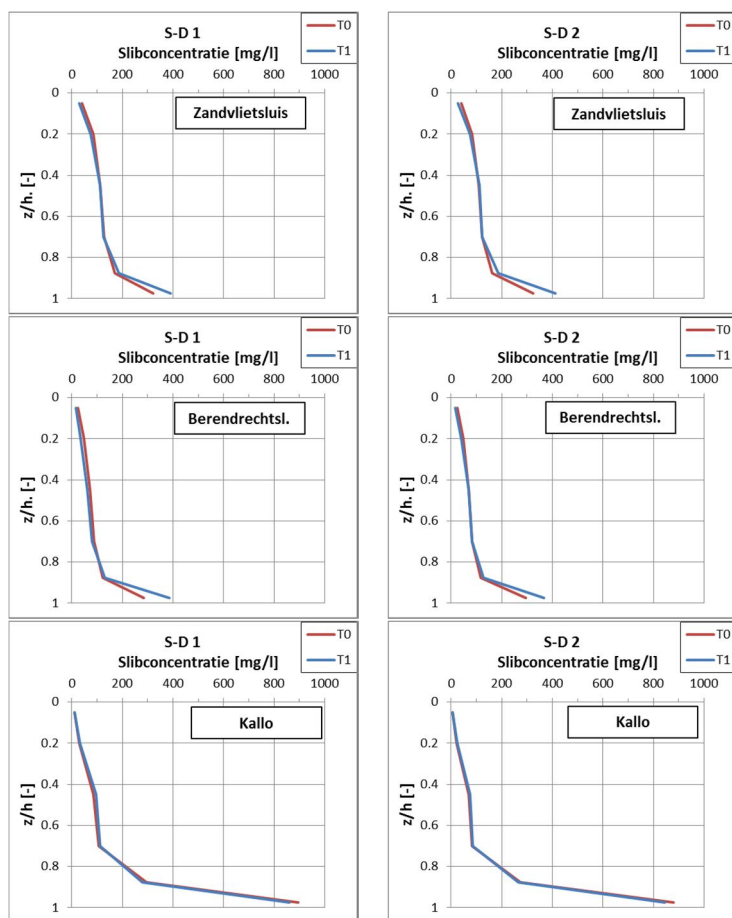 S-D 1
Slibconcentratie [mg/l]
T0
T1
0 200 400 600 800 1000
0
0.2
0.4
0.6
0.8
1
z/h. [-]
Zandvlietsluis
S-D 2
Slibconcentratie [mg/l]
T0
T1
0 200 400 600 800 1000
0
0.2
0.4
0.6
0.8
1
z/h. [-]
Zandvlietsluis
S-D 1
Slibconcentratie [mg/l]
T0
T1
0 200 400 600 800 1000
0
0.2
0.4
0.6
0.8
1
z/h. [-]
Berendrechtsl.
S-D 2
Slibconcentratie [mg/l]
T0
T1
0 200 400 600 800 1000
0
0.2
0.4
0.6
0.8
1
z/h. [-]
Berendrechtsl.
S-D 1
Slibconcentratie [mg/l]
T0
T1
0 200 400 600 800 1000
0
0.2
0.4
0.6
0.8
1
z/h [-]
Kallo
S-D 2
Slibconcentratie [mg/l]
T0
T1
0 200 400 600 800 1000
0
0.2
0.4
0.6
0.8
1
z/h [-]
Kallo